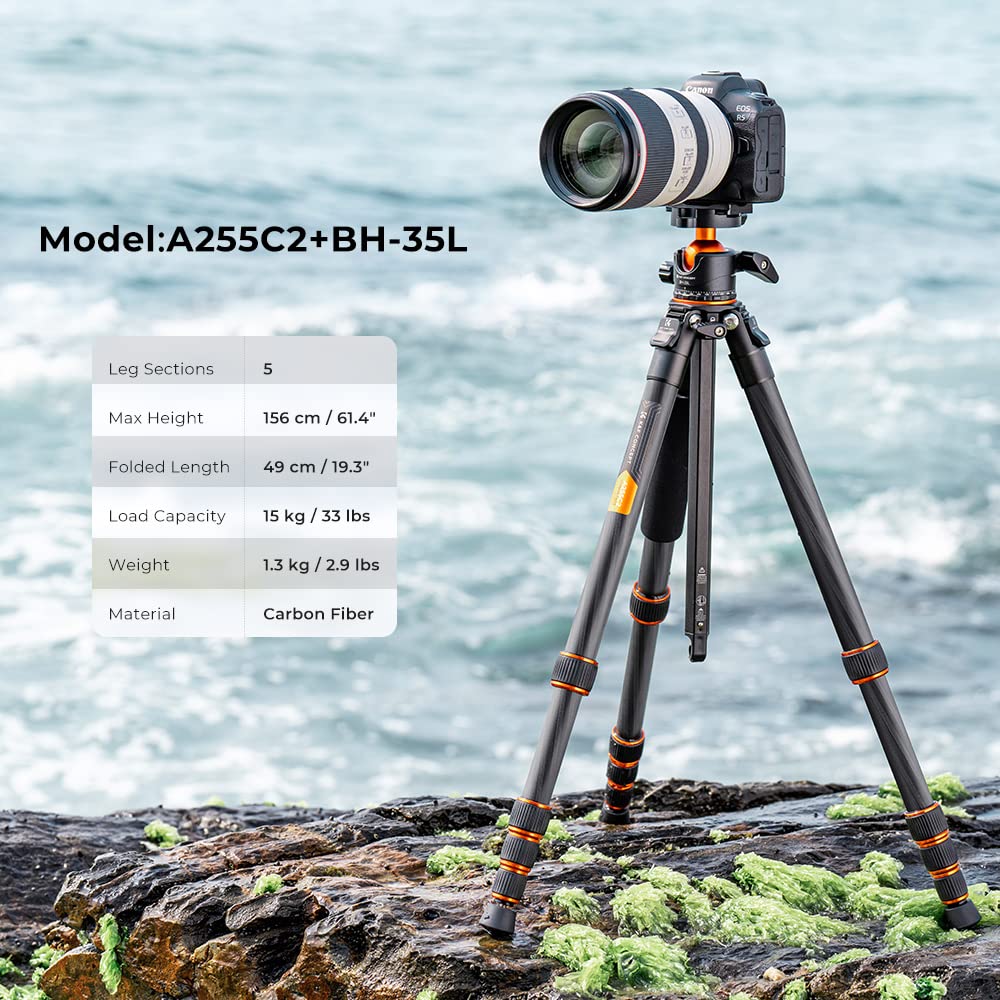 Canon
EOS
R5
Model:A255C2+BH-35L
Leg Sections 5
Max Height 156 cm / 61.4"
Folded Length 49 cm / 19.3"
Load Capacity 15 kg / 33 lbs
Weight 1.3 kg / 2.9 lbs
Material Carbon Fiber
K&F CONCEPT